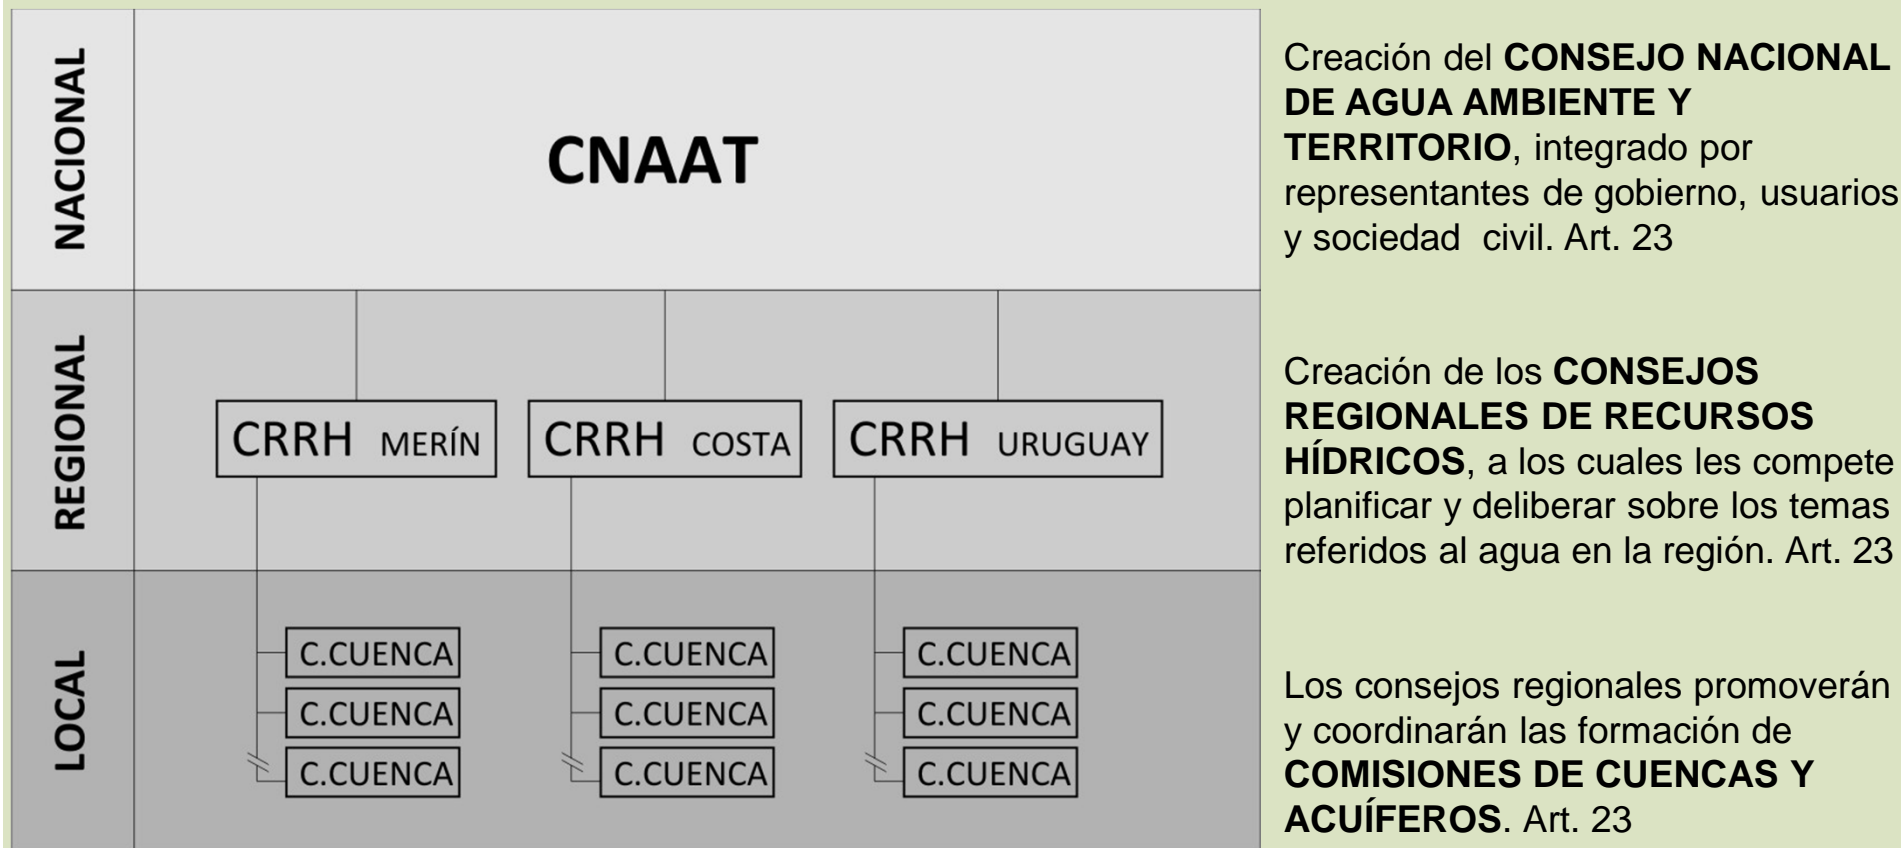 NACIONAL
CNAAT
Creación del CONSEJO NACIONAL
DE AGUA AMBIENTE Y
TERRITORIO, integrado por
representantes de gobierno, usuarios
y sociedad civil. Art. 23
REGIONAL
CRRH MERÍN
CRRH COSTA
CRRH URUGUAY
Creación de los CONSEJOS
REGIONALES DE RECURSOS
HÍDRICOS, a los cuales les compete
planificar y deliberar sobre los temas
referidos al agua en la región. Art. 23
LOCAL
C.CUENCA
C.CUENCA
C.CUENCA
C.CUENCA
C.CUENCA
C.CUENCA
C.CUENCA
C.CUENCA
C.CUENCA
Los consejos regionales promoverán
y coordinarán las formación de
COMISIONES DE CUENCAS Y
ACUÍFEROS. Art. 23